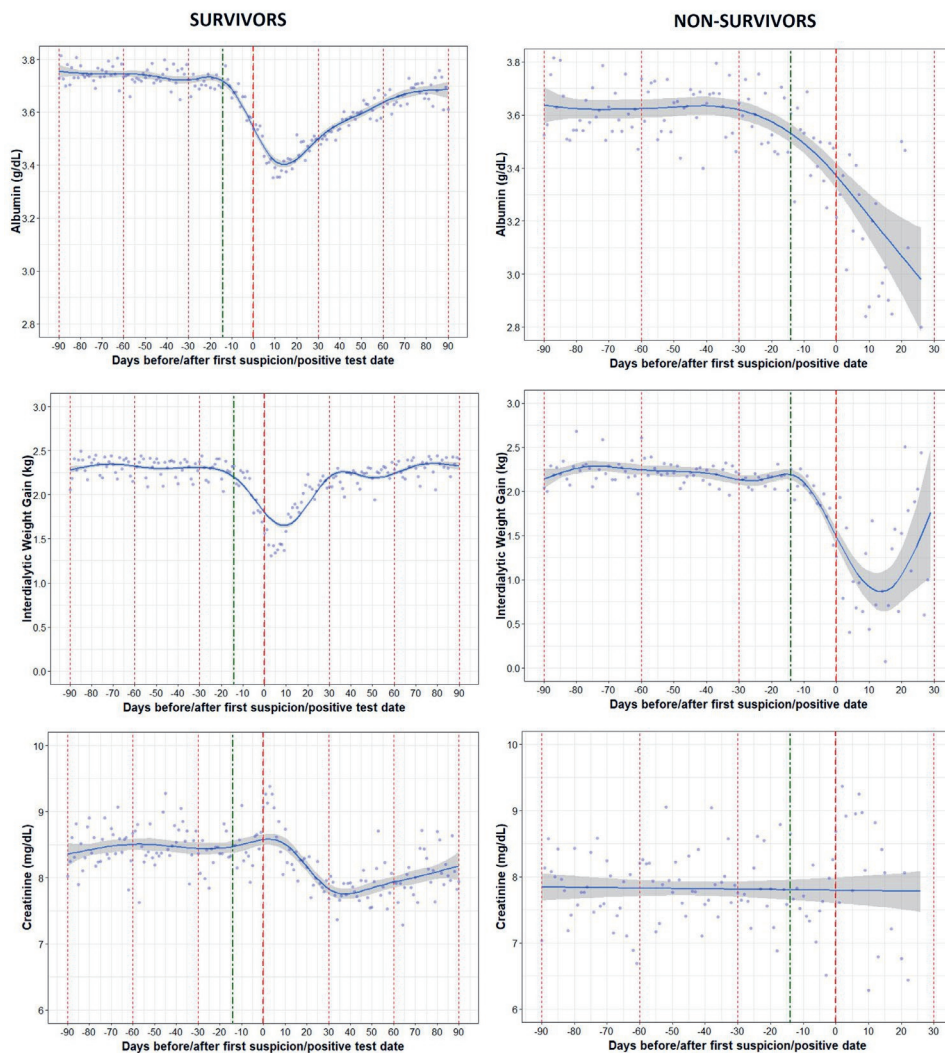 SURVIVORS
Albumin (g/dL)
3.8
3.6
3.4
3.2
3.0
2.8
-90 -80 -70 -60 -50 -40 -30 -20 -10 0 10 20 30 40 50 60 70 80 90
Days before/after first suspicion/positive test date
NON-SURVIVORS
Albumin (g/dL)
3.8
3.6
3.4
3.2
3.0
2.8
-90 -80 -70 -60 -50 -40 -30 -20 -10 0 10 20 30
Days before/after first suspicion/positive date
Interdialytic Weight Gain (kg)
3.0
2.5
2.0
1.5
1.0
0.5
0.0
-90 -80 -70 -60 -50 -40 -30 -20 -10 0 10 20 30 40 50 60 70 80 90
Days before/after first suspicion/positive test date
Interdialytic Weight Gain (kg)
3.0
2.5
2.0
1.5
1.0
0.5
0.0
-90 -80 -70 -60 -50 -40 -30 -20 -10 0 10 20 30
Days before/after first suspicion/positive date
Creatinine (mg/dL)
10
9
8
7
6
-90 -80 -70 -60 -50 -40 -30 -20 -10 0 10 20 30 40 50 60 70 80 90
Days before/after first suspicion/positive test date
Creatinine (mg/dL)
10
9
8
7
6
-90 -80 -70 -60 -50 -40 -30 -20 -10 0 10 20 30
Days before/after first suspicion/positive date